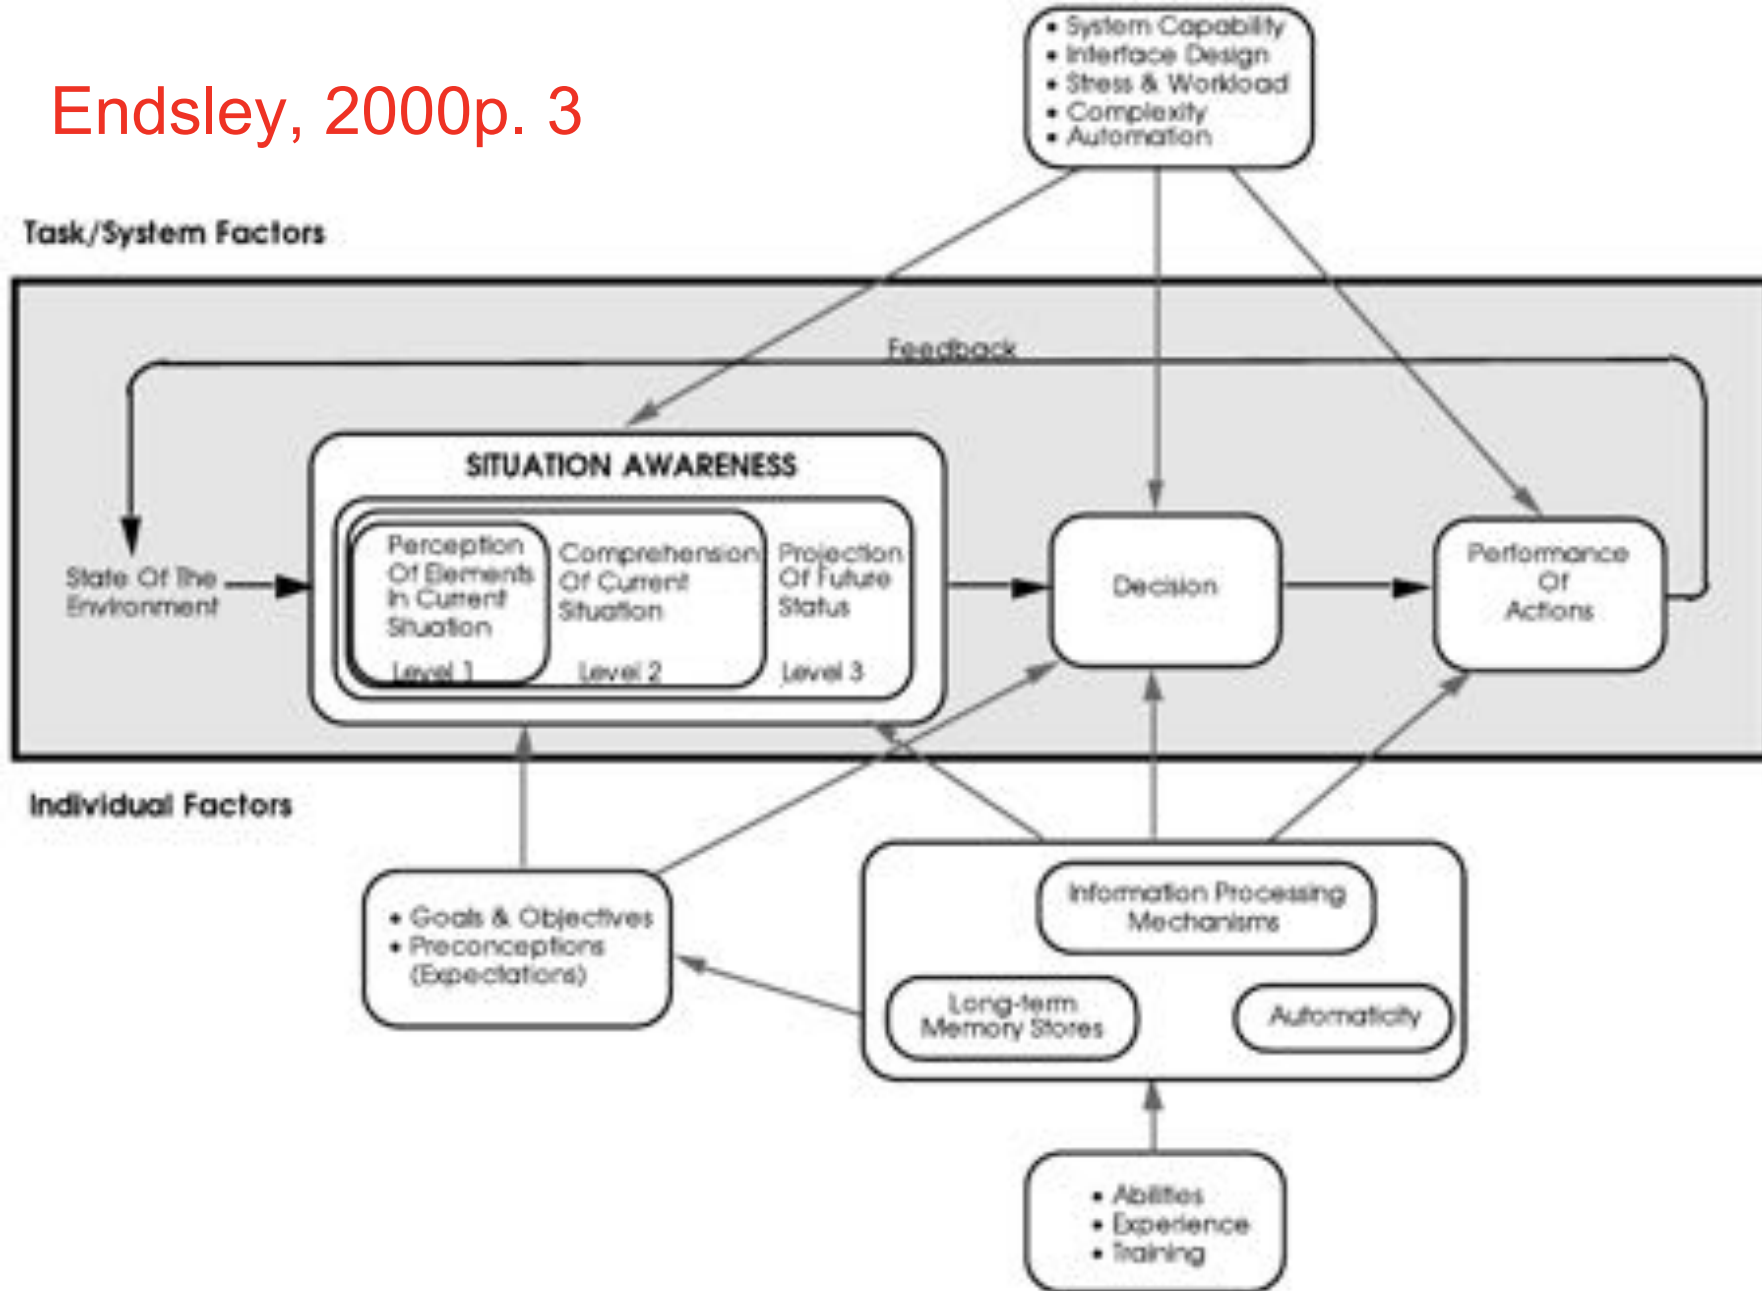 • System Capability
• Interface Design
• Stress & Workload
• Complexity
• Automation
Endsley, 2000p. 3
Task/System Factors
Feedback
SITUATION AWARENESS
Perception
Of Elements
In Current
Situation
Level 1
Comprehension
Of Current
Situation
Level 2
Projection
Of Future
Status
Level 3
State Of The
Environment
Decision
Performance
Of
Actions
Individual Factors
• Goals & Objectives
• Preconceptions
(Expectations)
Information Processing
Mechanisms
Long-term
Memory Stores
Automaticity
• Abilities
• Experience
• Training